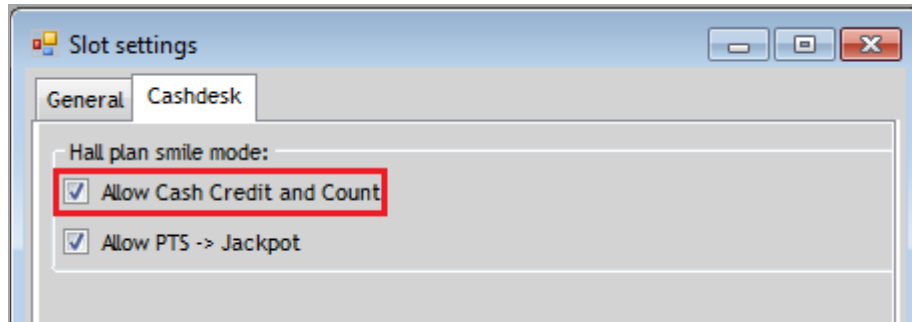 Slot settings
General Cashdesk
Hall plan smile mode:
Allow Cash Credit and Count
Allow PTS -> Jackpot